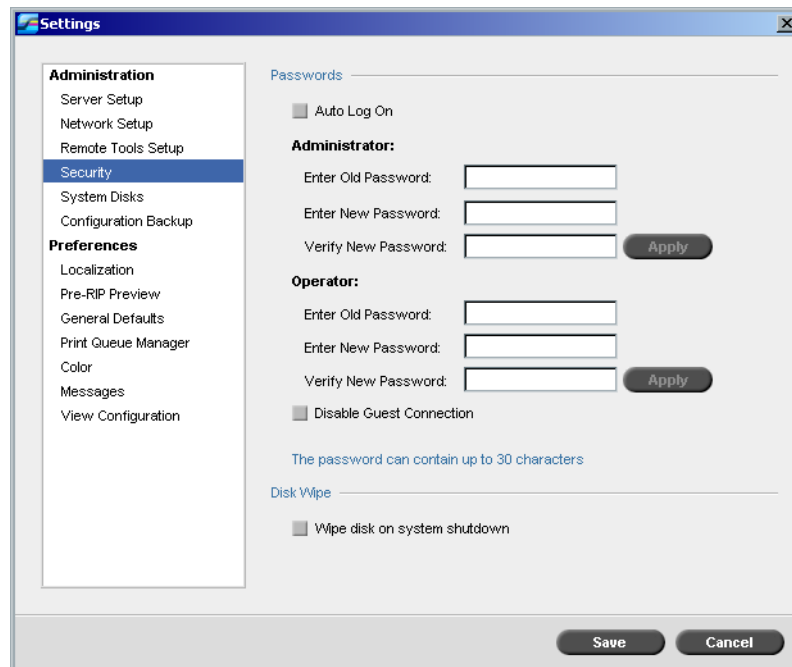 Settings
Administration
Server Setup
Network Setup
Remote Tools Setup
Security
System Disks
Configuration Backup
Preferences
Localization
Pre-RIP Preview
General Defaults
Print Queue Manager
Color
Messages
View Configuration
Passwords
Auto Log On
Administrator:
Enter Old Password:
Enter New Password:
Verify New Password: Apply
Operator:
Enter Old Password:
Enter New Password:
Verify New Password: Apply
Disable Guest Connection
The password can contain up to 30 characters
Disk Wipe
Wipe disk on system shutdown
Save Cancel